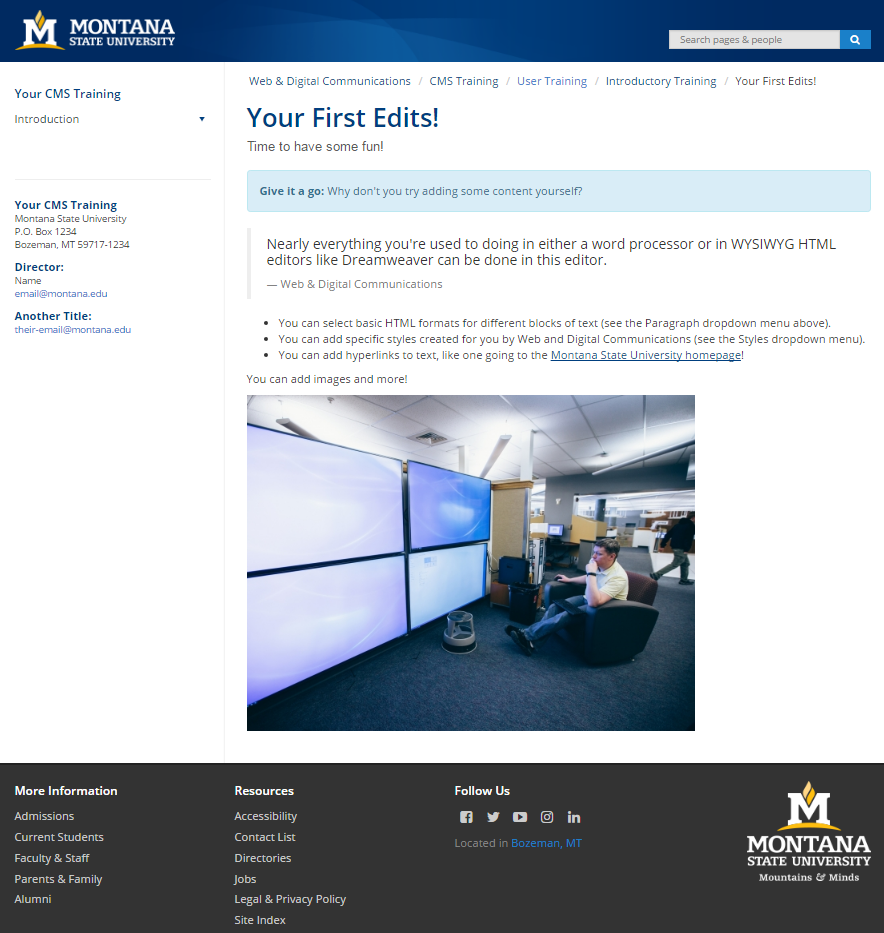 MONTANA
STATE UNIVERSITY
Search pages & people
Your CMS Training
Introduction
Your CMS Training
Montana State University
P.O. Box 1234
Bozeman, MT 59717-1234
Director:
Name
email@montana.edu
Another Title:
their-email@montana.edu
Web & Digital Communications / CMS Training / User Training / Introductory Training / Your First Edits!
Your First Edits!
Time to have some fun!
Give it a go: Why don't you try adding some content yourself?
Nearly everything you're used to doing in either a word processor or in WYSIWYG HTML
editors like Dreamweaver can be done in this editor.
— Web & Digital Communications
• You can select basic HTML formats for different blocks of text (see the Paragraph dropdown menu above).
• You can add specific styles created for you by Web and Digital Communications (see the Styles dropdown menu).
• You can add hyperlinks to text, like one going to the Montana State University homepage!
You can add images and more!
More Information
Admissions
Current Students
Faculty & Staff
Parents & Family
Alumni
Resources
Accessibility
Contact List
Directories
Jobs
Legal & Privacy Policy
Site Index
Follow Us
Located in Bozeman, MT
M
MONTANA
STATE UNIVERSITY
Mountains & Minds